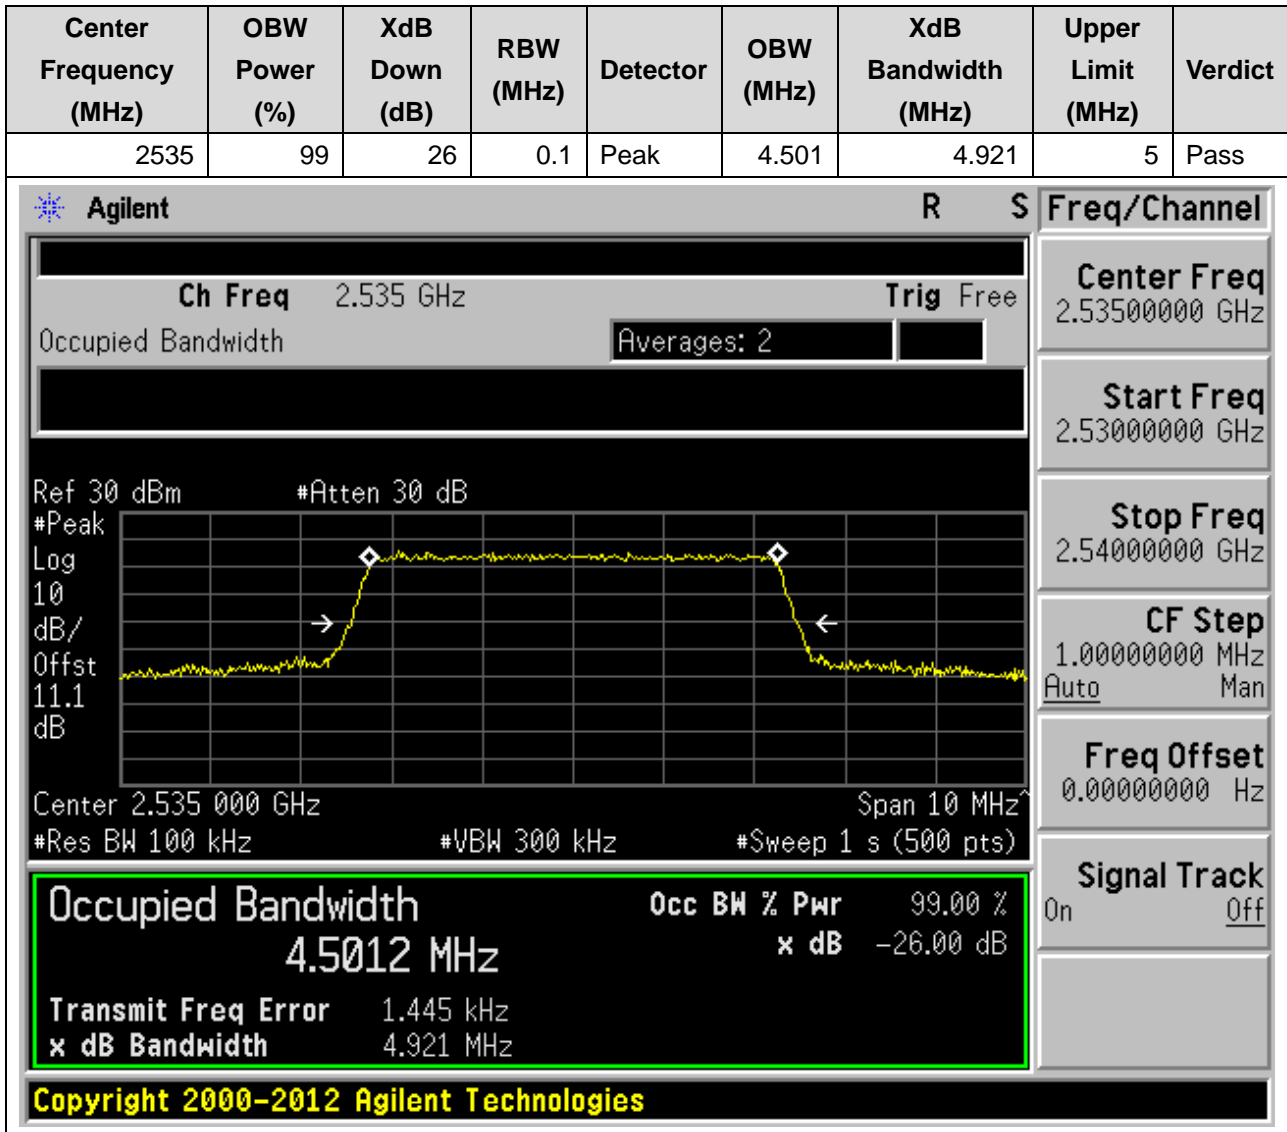 Center Frequency (MHz) OBW Power (%) XdB Down (dB) RBW (MHz) Detector OBW (MHz) XdB Bandwidth (MHz) Upper Limit (MHz) Verdict
2535 99 26 0.1 Peak 4.501 4.921 5 Pass
Agilent R S Freq/Channel
Ch Freq 2.535 GHz Trig Free
Occupied Bandwidth Averages: 2
Center Freq
2.53500000 GHz
Start Freq
2.53000000 GHz
Stop Freq
2.54000000 GHz
CF Step
1.00000000 MHz
Auto Man
Freq Offset
0.00000000 Hz
Signal Track
On Off
Ref 30 dBm #Atten 30 dB
#Peak
Log
10
dB/
Offst
11.1
dB
Center 2.535 000 GHz Span 10 MHz^
#Res BW 100 kHz #VBW 300 kHz #Sweep 1 s (500 pts)
Occupied Bandwidth Occ BW % Pwr 99.00 %
4.5012 MHz x dB -26.00 dB
Transmit Freq Error 1.445 kHz
x dB Bandwidth 4.921 MHz
Copyright 2000-2012 Agilent Technologies